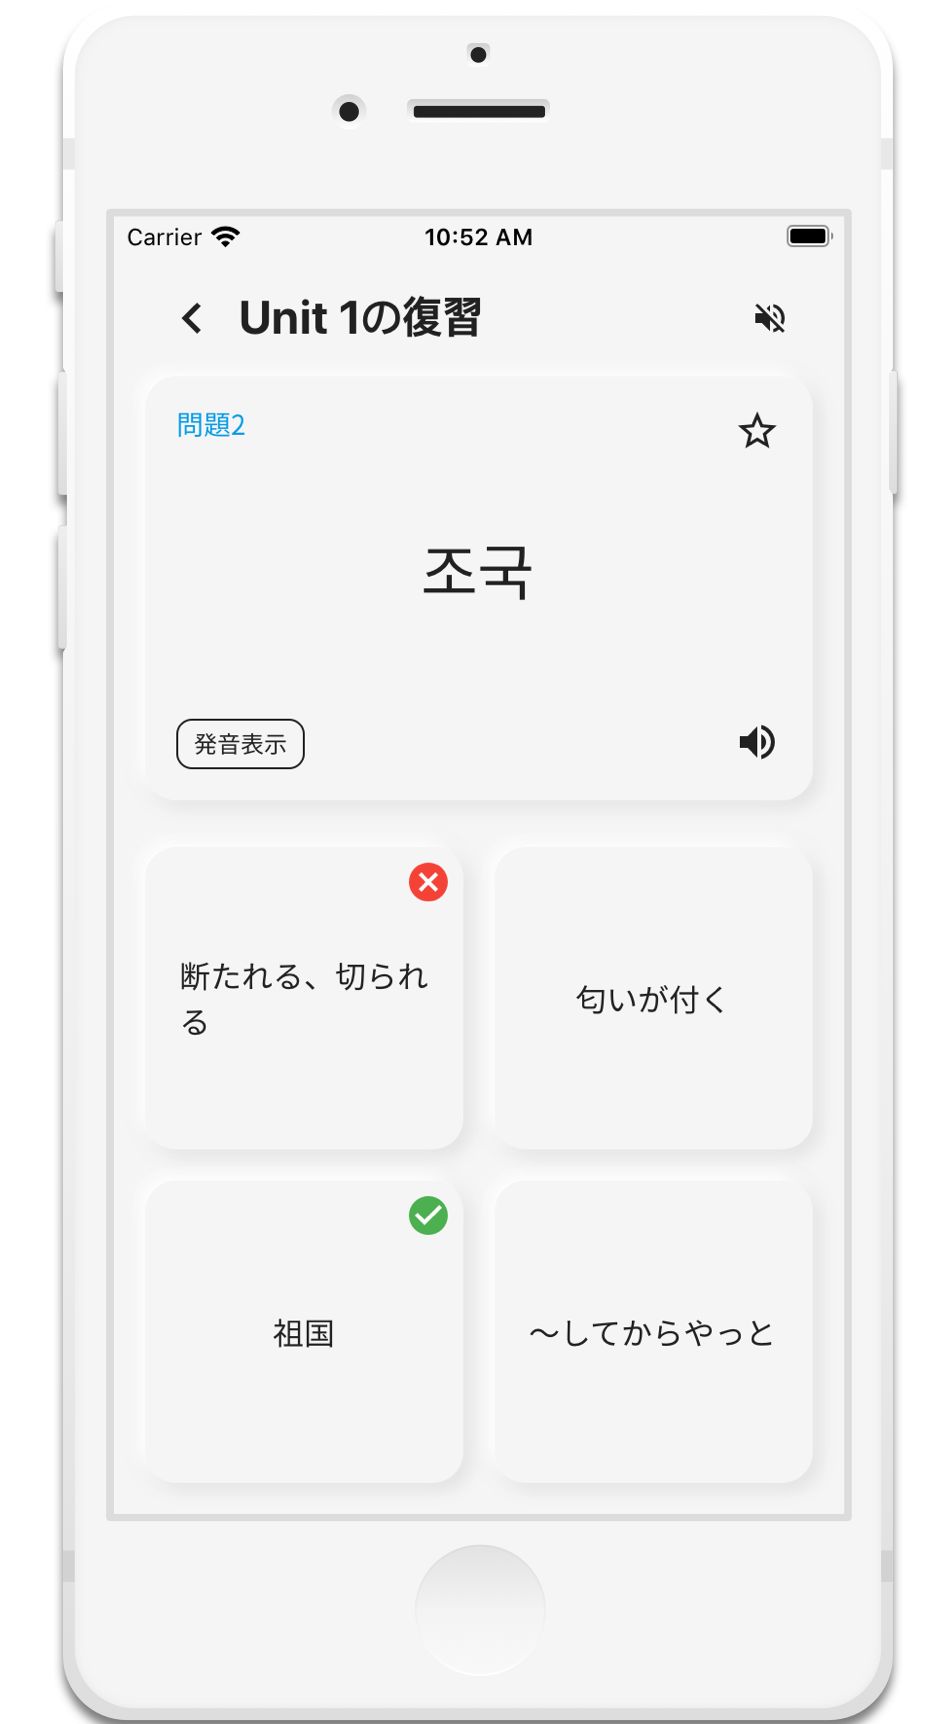 Carrier 10:52 AM
Unit 1の復習
問題2
조국
発音表示
断たれる、切られ
る
匂いが付く
祖国
〜してからやっと